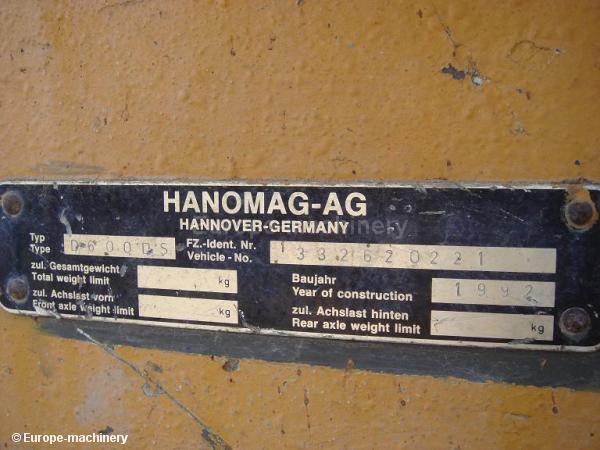 HANOMAG-AG
HANNOVER-GERMANY
Typ
Type
D600DS
FZ.-Ident. Nr.
Vehicle - No.
1332620221
zul. Gesamtgewicht
Total weight limit
kg
Baujahr
Year of construction
1992
zul. Achslast vorn
Front axle weight limit
kg
zul. Achslast hinten
Rear axle weight limit
kg
©Europe-machinery